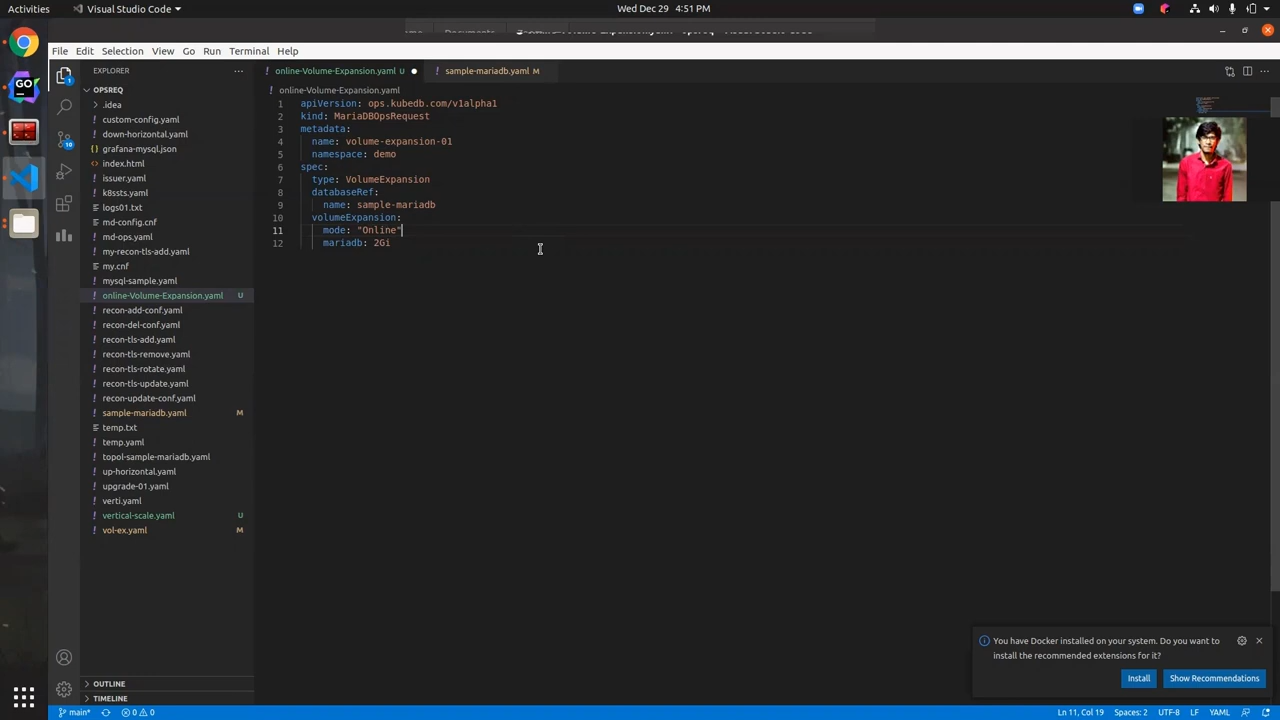 Activities
Visual Studio Code
Wed Dec 29 4:51 PM
File Edit Selection View Go Run Terminal Help
EXPLORER
online-Volume-Expansion.yaml U
sample-mariadb.yaml M
OPSREQ
online-Volume-Expansion.yaml
.idea
custom-config.yaml
down-horizontal.yaml
grafana-mysql.json
index.html
issuer.yaml
k8ssts.yaml
logs01.txt
md-config.cnf
md-ops.yaml
my-recon-tls-add.yaml
my.cnf
mysql-sample.yaml
online-Volume-Expansion.yaml U
recon-add-conf.yaml
recon-del-conf.yaml
recon-tls-add.yaml
recon-tls-remove.yaml
recon-tls-rotate.yaml
recon-tls-update.yaml
recon-update-conf.yaml
sample-mariadb.yaml M
temp.txt
temp.yaml
topol-sample-mariadb.yaml
up-horizontal.yaml
upgrade-01.yaml
verti.yaml
vertical-scale.yaml U
vol-ex.yaml M
OUTLINE
TIMELINE
1 apiVersion: ops.kubedb.com/v1alpha1
2 kind: MariaDBOpsRequest
3 metadata:
4 name: volume-expansion-01
5 namespace: demo
6 spec:
7 type: VolumeExpansion
8 databaseRef:
9 name: sample-mariadb
10 volumeExpansion:
11 mode: "Online"
12 mariadb: 2Gi
You have Docker installed on your system. Do you want to
install the recommended extensions for it?
Install
Show Recommendations
main*
0 0
Ln 11, Col 19
Spaces: 2
UTF-8
LF
YAML
GO
1
10